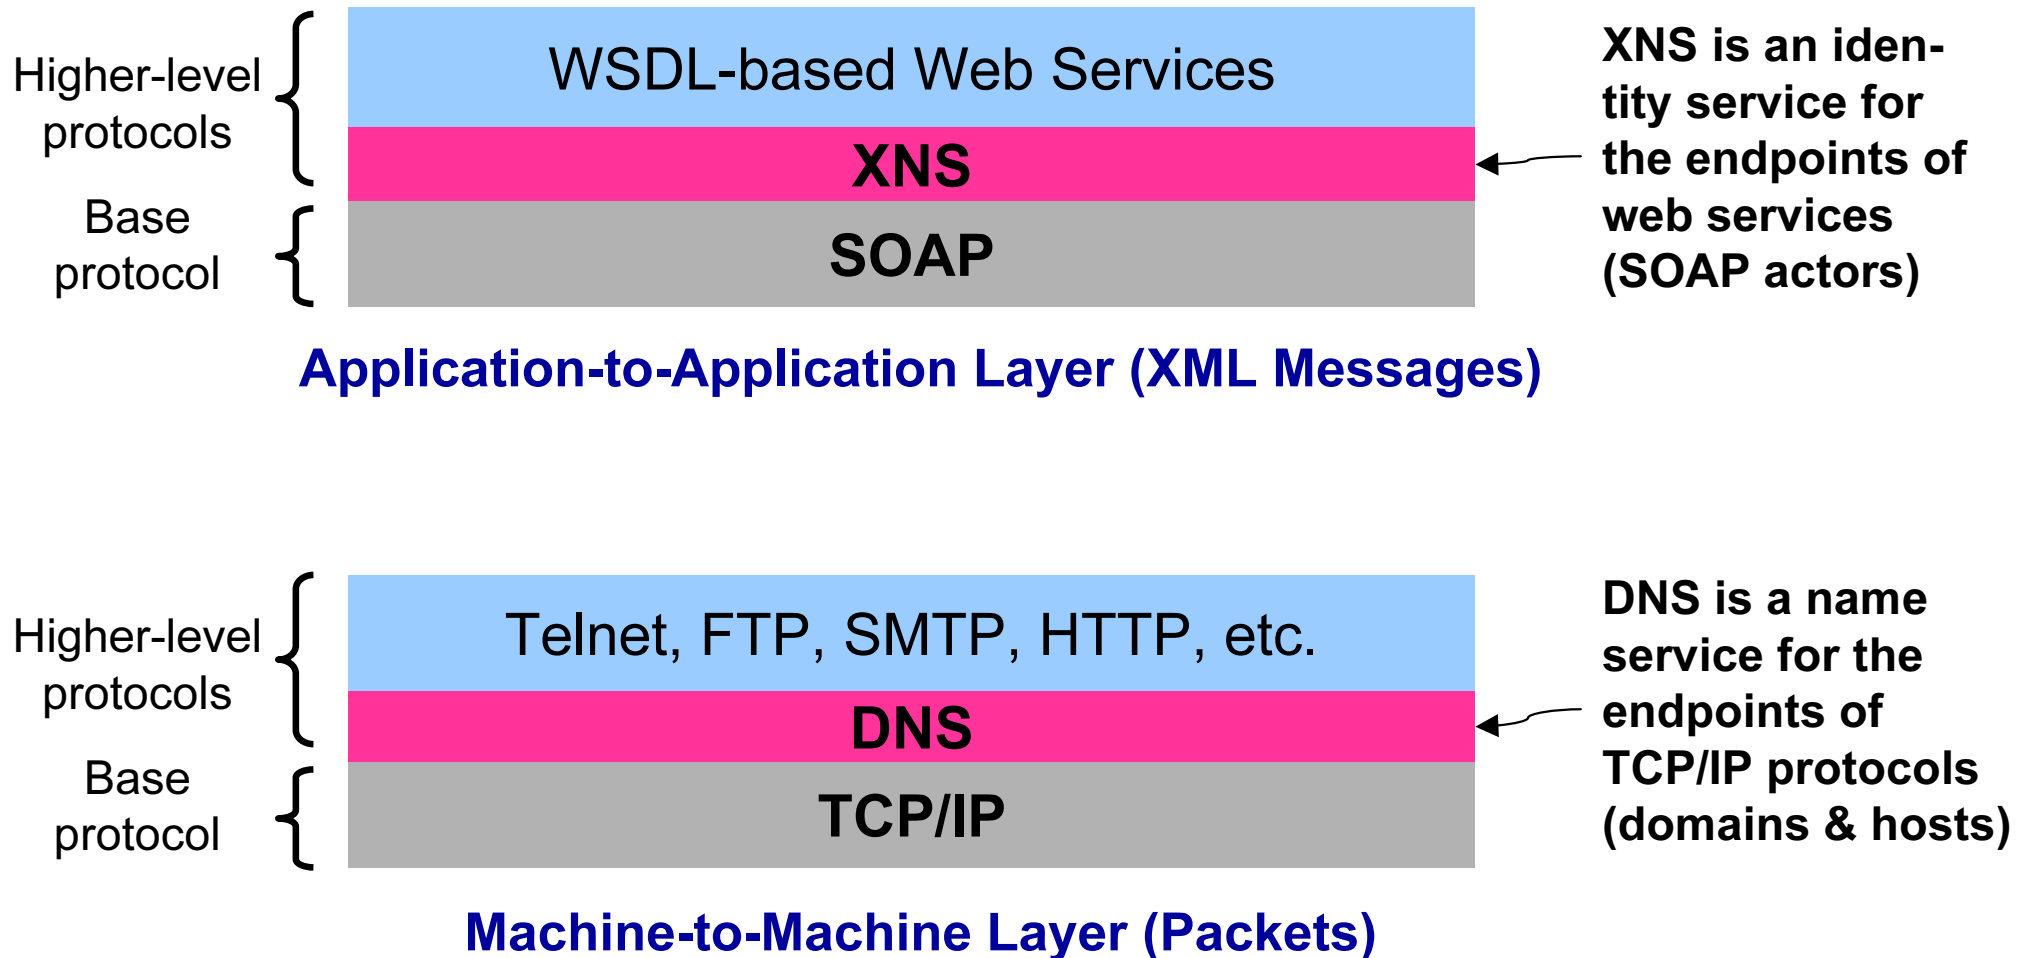 Higher-level
protocols
WSDL-based Web Services
XNS
Base
protocol
SOAP
XNS is an iden-
tity service for
the endpoints of
web services
(SOAP actors)
Application-to-Application Layer (XML Messages)
Higher-level
protocols
Telnet, FTP, SMTP, HTTP, etc.
DNS
Base
protocol
TCP/IP
DNS is a name
service for the
endpoints of
TCP/IP protocols
(domains & hosts)
Machine-to-Machine Layer (Packets)